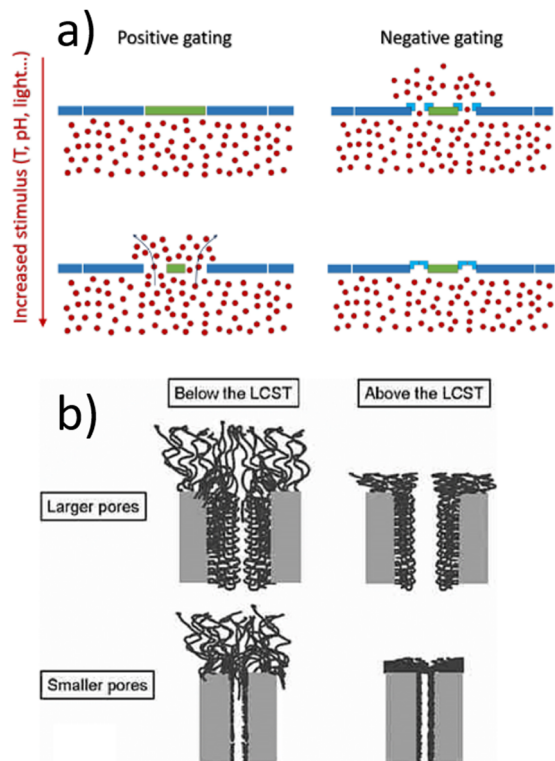 a)
Positive gating
Negative gating
Increased stimulus (T, pH, light...)
b)
Below the LCST
Above the LCST
Larger pores
Smaller pores